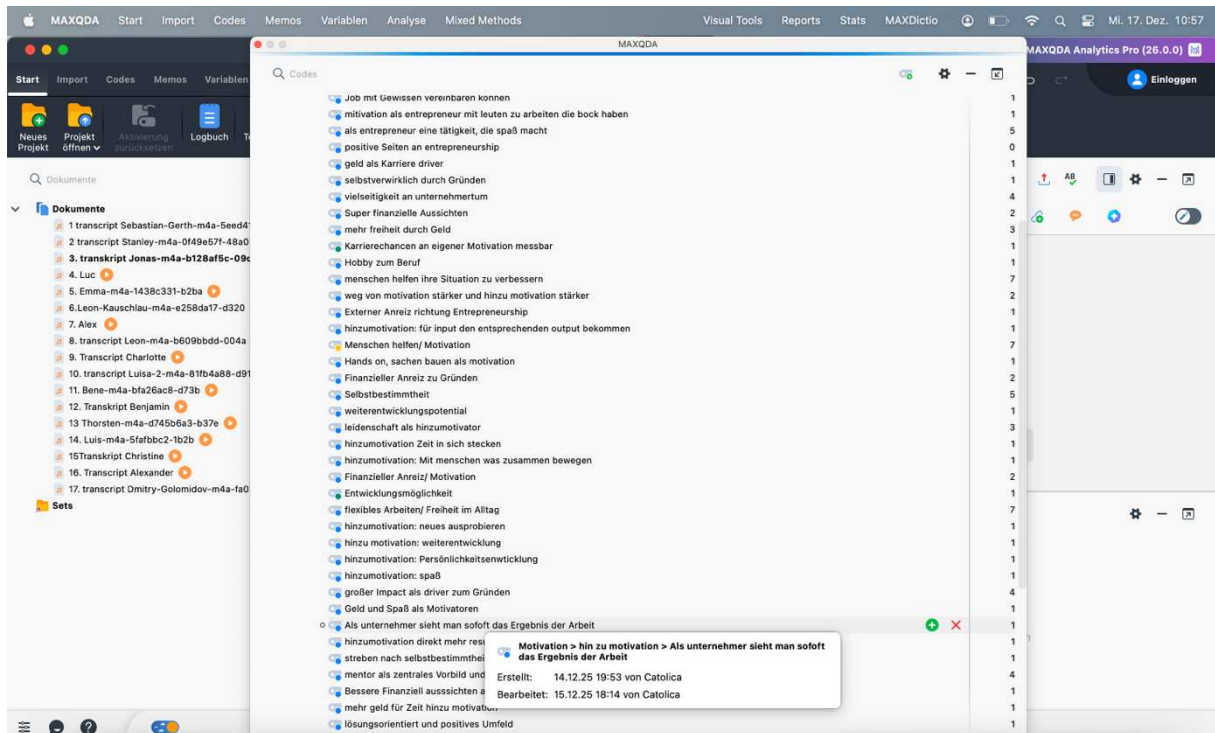 MAXQDA Start Import Codes Memos Variablen Analyse Mixed Methods Visual Tools Reports Stats MAXDictio Mi. 17. Dez. 10:57
MAXQDA
MAXQDA Analytics Pro (26.0.0)
Start Import Codes Memos Variablen
Codes
Einloggen
Neues Projekt
Projekt öffnen
Aktivierung zurücksetzen
Logbuch
Dokumente
Dokumente
1 transcript Sebastian-Gerth-m4a-5eed4
2 transcript Stanley-m4a-0f49e57f-48a0
3. transkript Jonas-m4a-b128af5c-09c
4. Luc
5. Emma-m4a-1438c331-b2ba
6.Leon-Kauschlau-m4a-e258da17-d320
7. Alex
8. transcript Leon-m4a-b609bbdd-004a
9. Transcript Charlotte
10. transcript Luisa-2-m4a-81fb4a88-d91
11. Bene-m4a-bfa26ac8-d73b
12. Transkript Benjamin
13 Thorsten-m4a-d745b6a3-b37e
14. Luis-m4a-5fafbbc2-1b2b
15Transkript Christine
16. Transcript Alexander
17. transcript Dmitry-Golomidov-m4a-fa0
Sets
Job mit Gewissen vereinbaren können 1
mitivation als entrepreneur mit leuten zu arbeiten die bock haben 1
als entrepreneur eine tätigkeit, die spaß macht 5
positive Seiten an entrepreneurship 0
geld als Karriere driver 1
selbstverwirklich durch Gründen 1
vielseitigkeit an unternehmertum 4
Super finanzielle Aussichten 2
mehr freiheit durch Geld 3
Karrierechancen an eigener Motivation messbar 1
Hobby zum Beruf 1
menschen helfen ihre Situation zu verbessern 7
weg von motivation stärker und hinzu motivation stärker 2
Externer Anreiz richtung Entrepreneurship 1
hinzumotivation: für input den entsprechenden output bekommen 1
Menschen helfen/ Motivation 7
Hands on, sachen bauen als motivation 1
Finanzieller Anreiz zu Gründen 2
Selbstbestimmtheit 5
weiterentwicklungspotential 1
leidenschaft als hinzumotivator 3
hinzumotivation Zeit in sich stecken 1
hinzumotivation: Mit menschen was zusammen bewegen 1
Finanzieller Anreiz/ Motivation 2
Entwicklungsmöglichkeit 1
flexibles Arbeiten/ Freiheit im Alltag 7
hinzumotivation: neues ausprobieren 1
hinzu motivation: weiterentwicklung 1
hinzumotivation: Persönlichkeitsenwticklung 1
hinzumotivation: spaß 1
großer Impact als driver zum Gründen 4
Geld und Spaß als Motivatoren 1
Als unternehmer sieht man sofoft das Ergebnis der Arbeit 1
hinzumotivation direkt mehr 1
streben nach selbstbestimmthei 1
mentor als zentrales Vorbild und 4
Bessere Finanziell ausssichten a 1
mehr geld für Zeit hinzu motivation 1
lösungsorientiert und positives Umfeld 1
Motivation > hin zu motivation > Als unternehmer sieht man sofoft
das Ergebnis der Arbeit
Erstellt: 14.12.25 19:53 von Catolica
Bearbeitet: 15.12.25 18:14 von Catolica